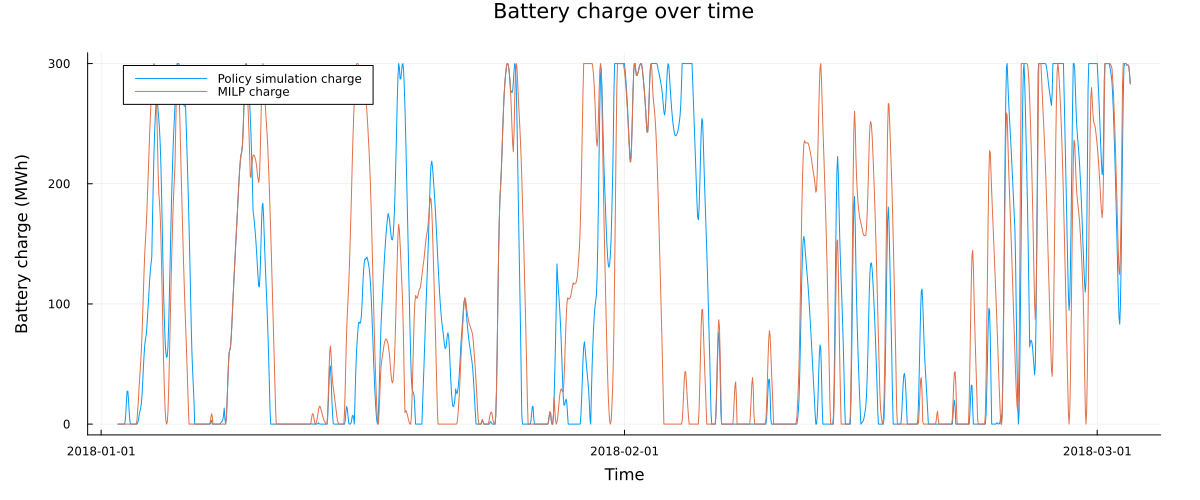 Battery charge over time
Policy simulation charge
MILP charge
300
200
100
0
Battery charge (MWh)
2018-01-01
2018-02-01
2018-03-01
Time